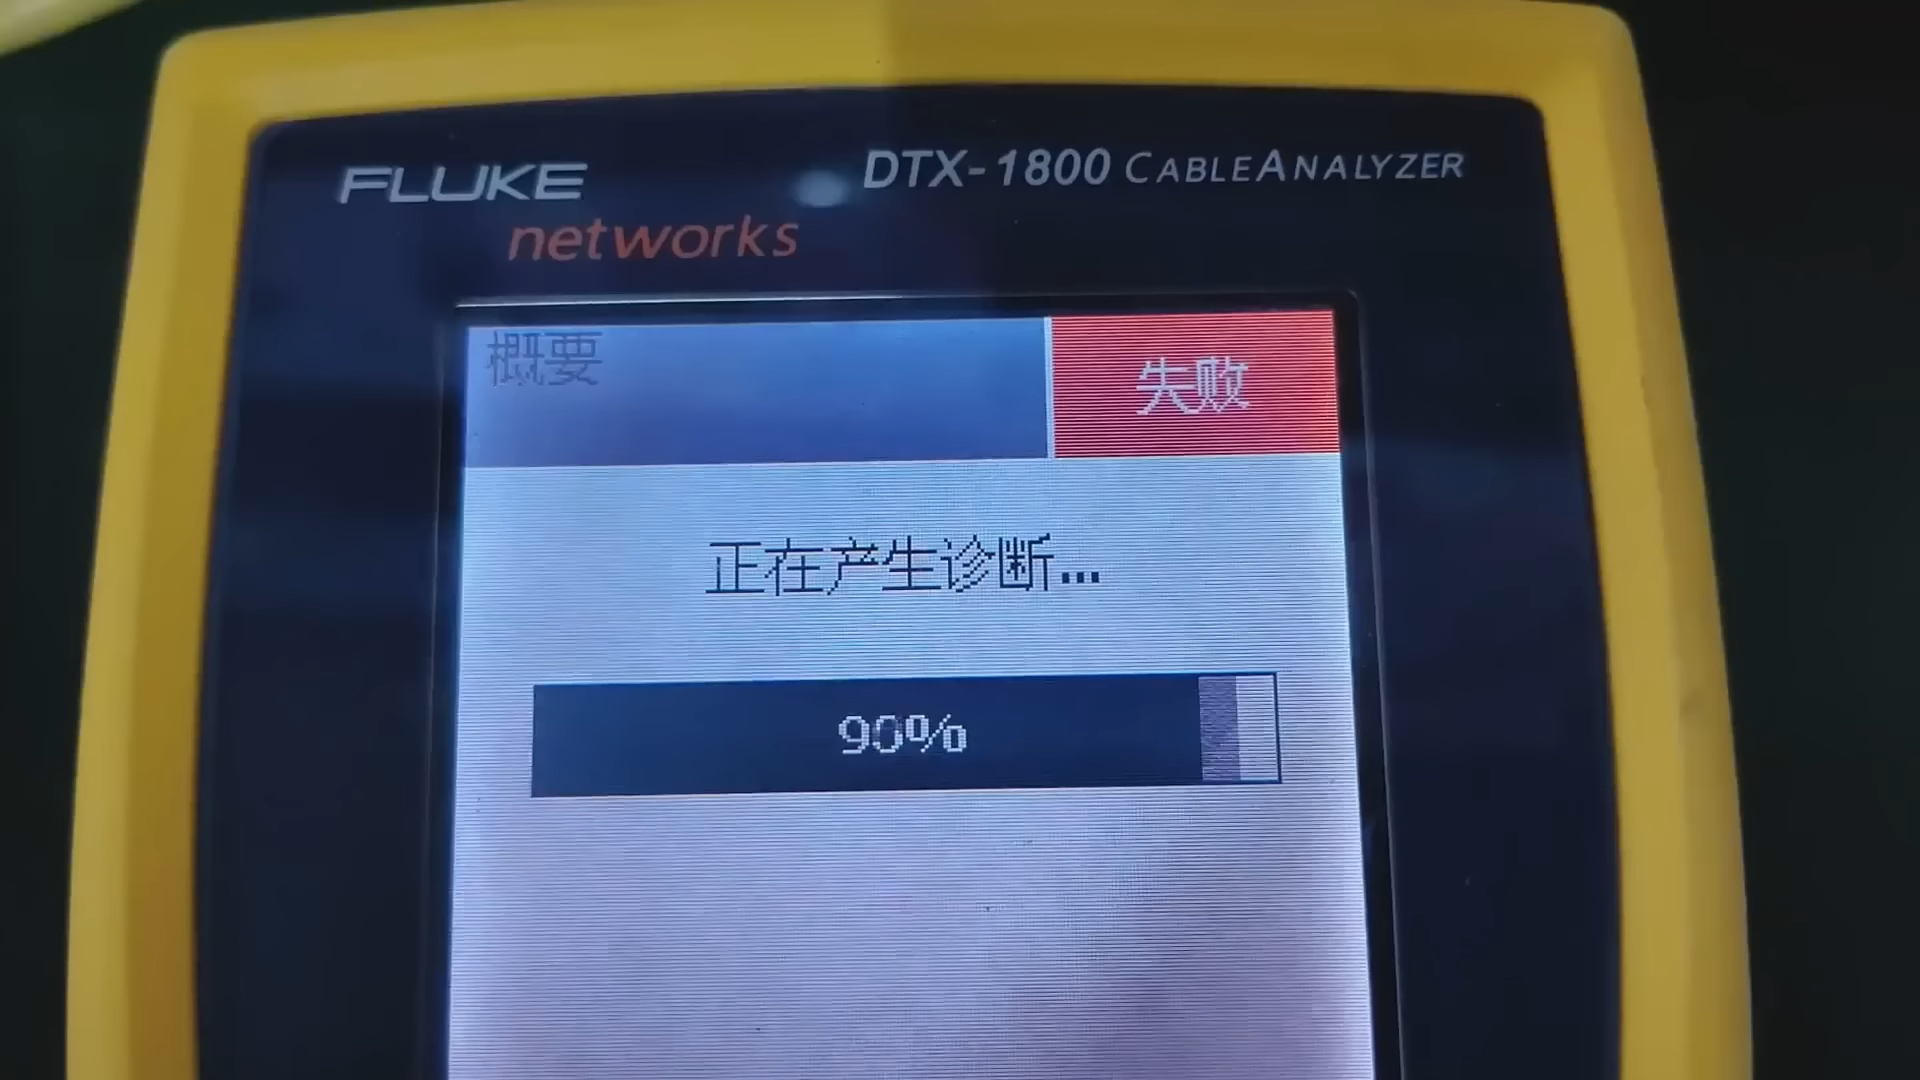 FLUKE
networks
DTX-1800 CABLEANALYZER
概要
失败
正在产生诊断...
90%